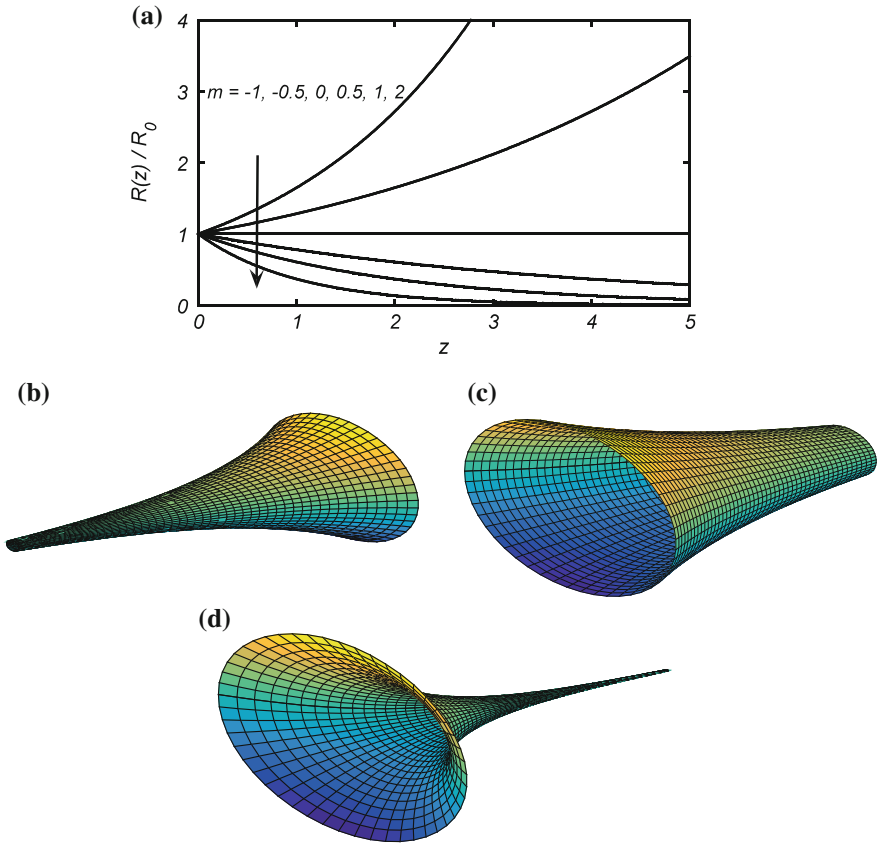 (a)
4
3
2
1
0
R(z) / R0
m = -1, -0.5, 0, 0.5, 1, 2
0 1 2 3 4 5
z
(b)
(c)
(d)